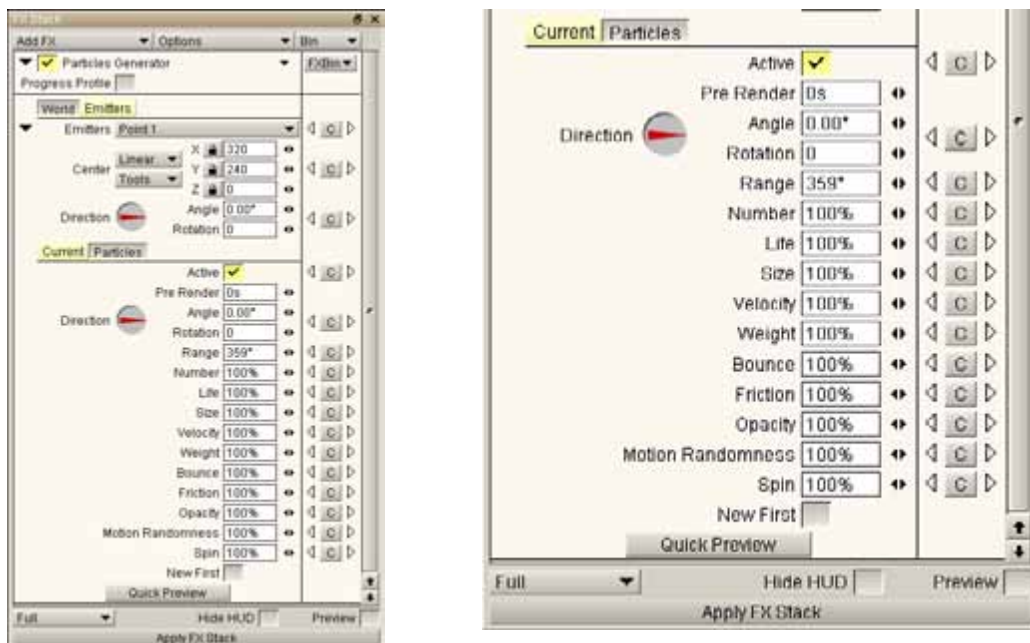 FX Stack
Add FX Options Bin
Particles Generator FXBin
Progress Profile
World Emitters
Emitters Point 1 C
Center Linear Tools X 320
Y 240 C
Z 0
Direction Angle 0.00°
Rotation 0 C
Current Particles
Active C
Pre Render 0s
Direction Angle 0.00°
Rotation 0 C
Range 359° C
Number 100% C
Life 100% C
Size 100% C
Velocity 100% C
Weight 100% C
Bounce 100% C
Friction 100% C
Opacity 100% C
Motion Randomness 100% C
Spin 100% C
New First
Quick Preview
Full Hide HUD Preview
Apply FX Stack
Current Particles
Active C
Pre Render 0s
Direction Angle 0.00°
Rotation 0 C
Range 359° C
Number 100% C
Life 100% C
Size 100% C
Velocity 100% C
Weight 100% C
Bounce 100% C
Friction 100% C
Opacity 100% C
Motion Randomness 100% C
Spin 100% C
New First
Quick Preview
Full Hide HUD Preview
Apply FX Stack